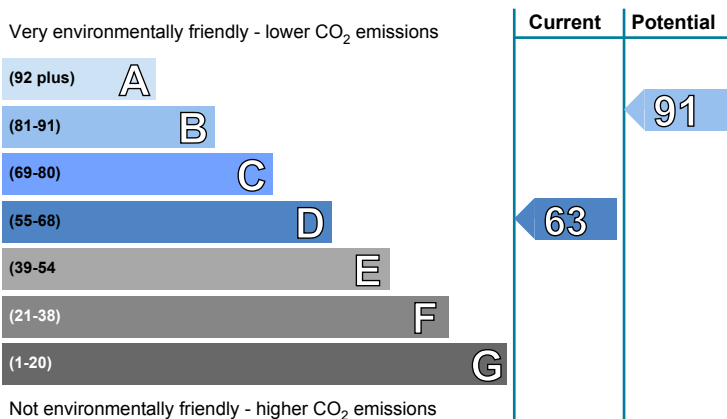 Very environmentally friendly - lower CO₂ emissions
Current
Potential
(92 plus) A
(81-91) B
91
(69-80) C
(55-68) D
63
(39-54 E
(21-38) F
(1-20) G
Not environmentally friendly - higher CO₂ emissions